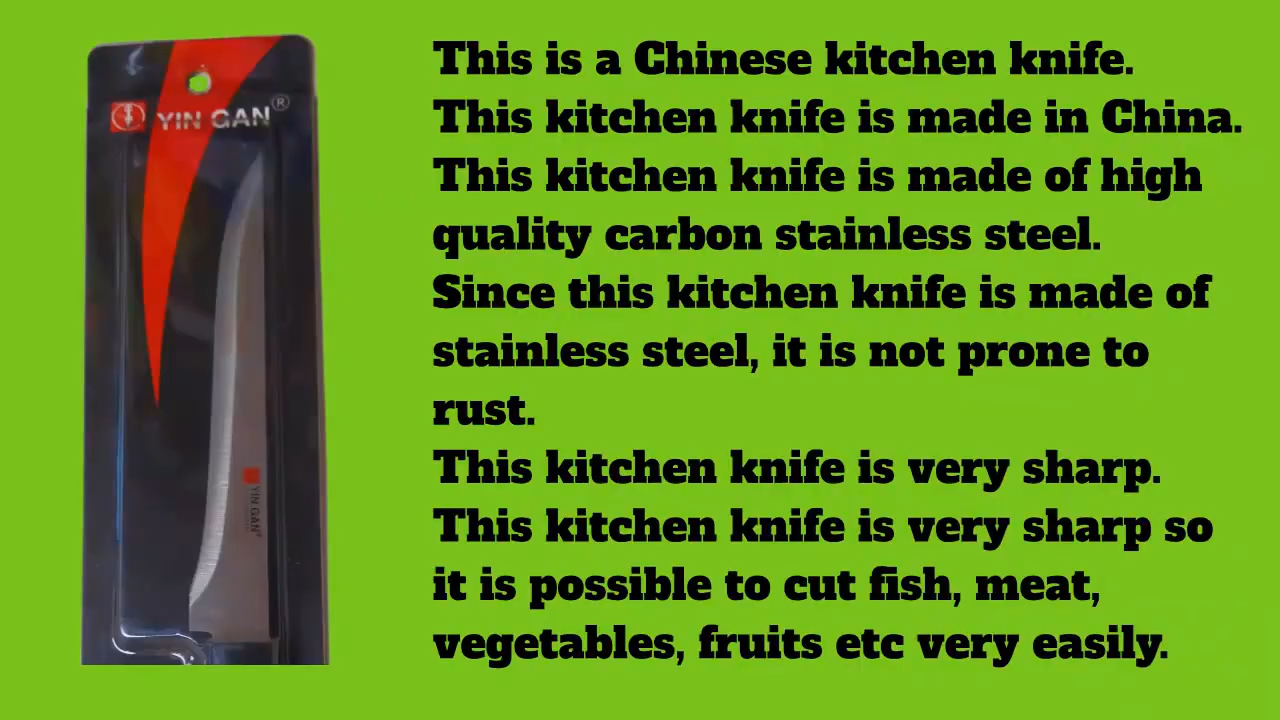 YIN GAN®
YIN GAN
This is a Chinese kitchen knife.
This kitchen knife is made in China.
This kitchen knife is made of high
quality carbon stainless steel.
Since this kitchen knife is made of
stainless steel, it is not prone to
rust.
This kitchen knife is very sharp.
This kitchen knife is very sharp so
it is possible to cut fish, meat,
vegetables, fruits etc very easily.